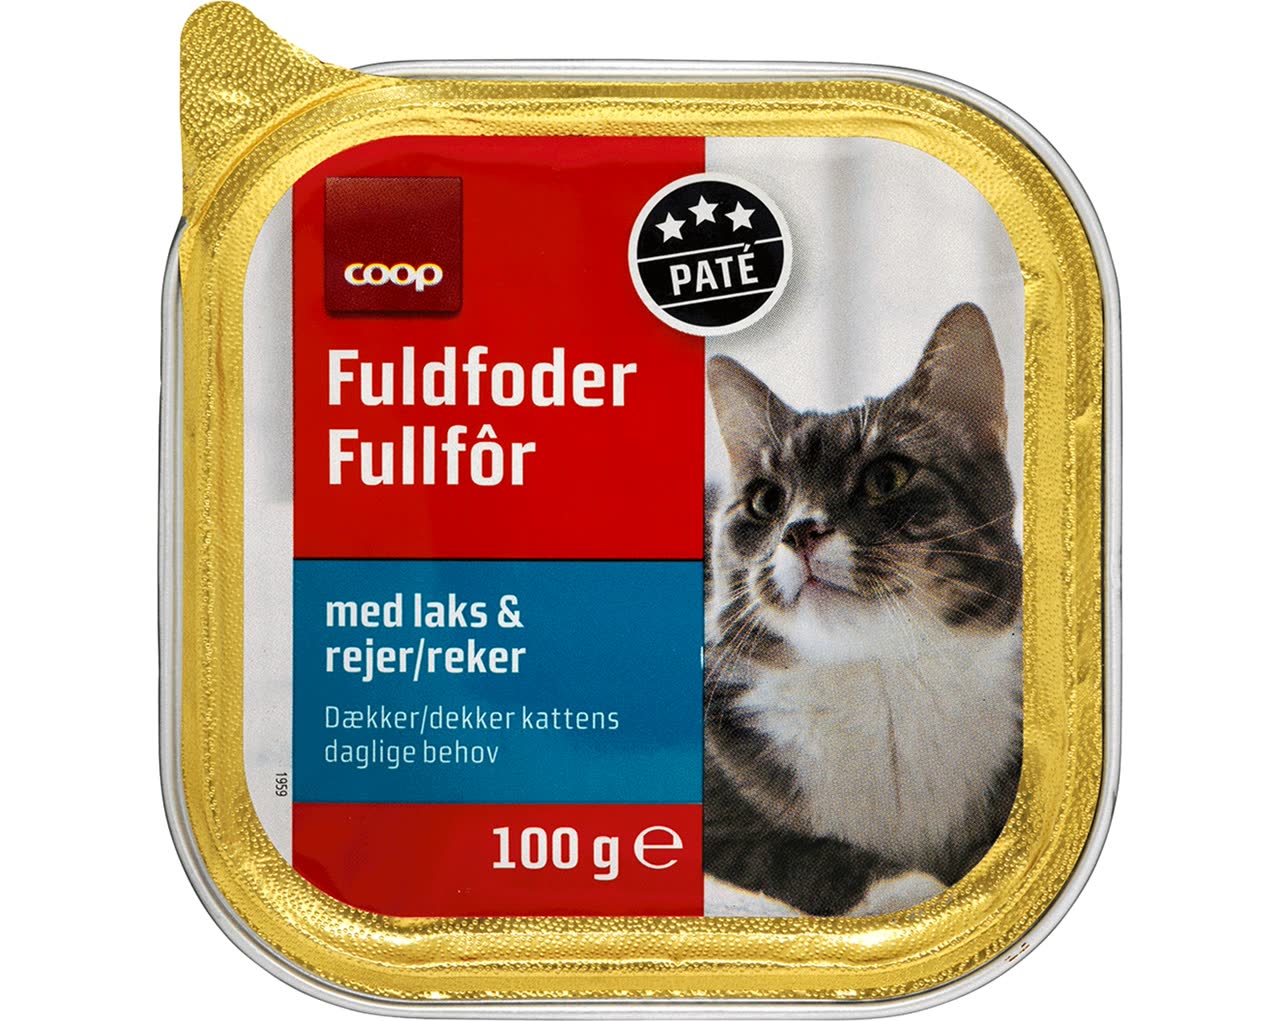 coop
PATÉ
Fuldfoder
Fullfôr
med laks &
rejer/reker
Dækker/dekker kattens
daglige behov
1959
100 g ℮